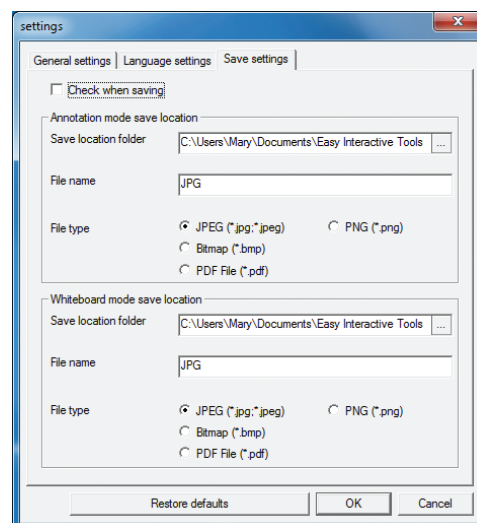 settings
General settings Language settings Save settings
Check when saving
Annotation mode save location
Save location folder C:\Users\Mary\Documents\Easy Interactive Tools ...
File name JPG
File type JPEG (*.jpg;*.jpeg) PNG (*.png)
Bitmap (*.bmp)
PDF File (*.pdf)
Whiteboard mode save location
Save location folder C:\Users\Mary\Documents\Easy Interactive Tools ...
File name JPG
File type JPEG (*.jpg;*.jpeg) PNG (*.png)
Bitmap (*.bmp)
PDF File (*.pdf)
Restore defaults OK Cancel